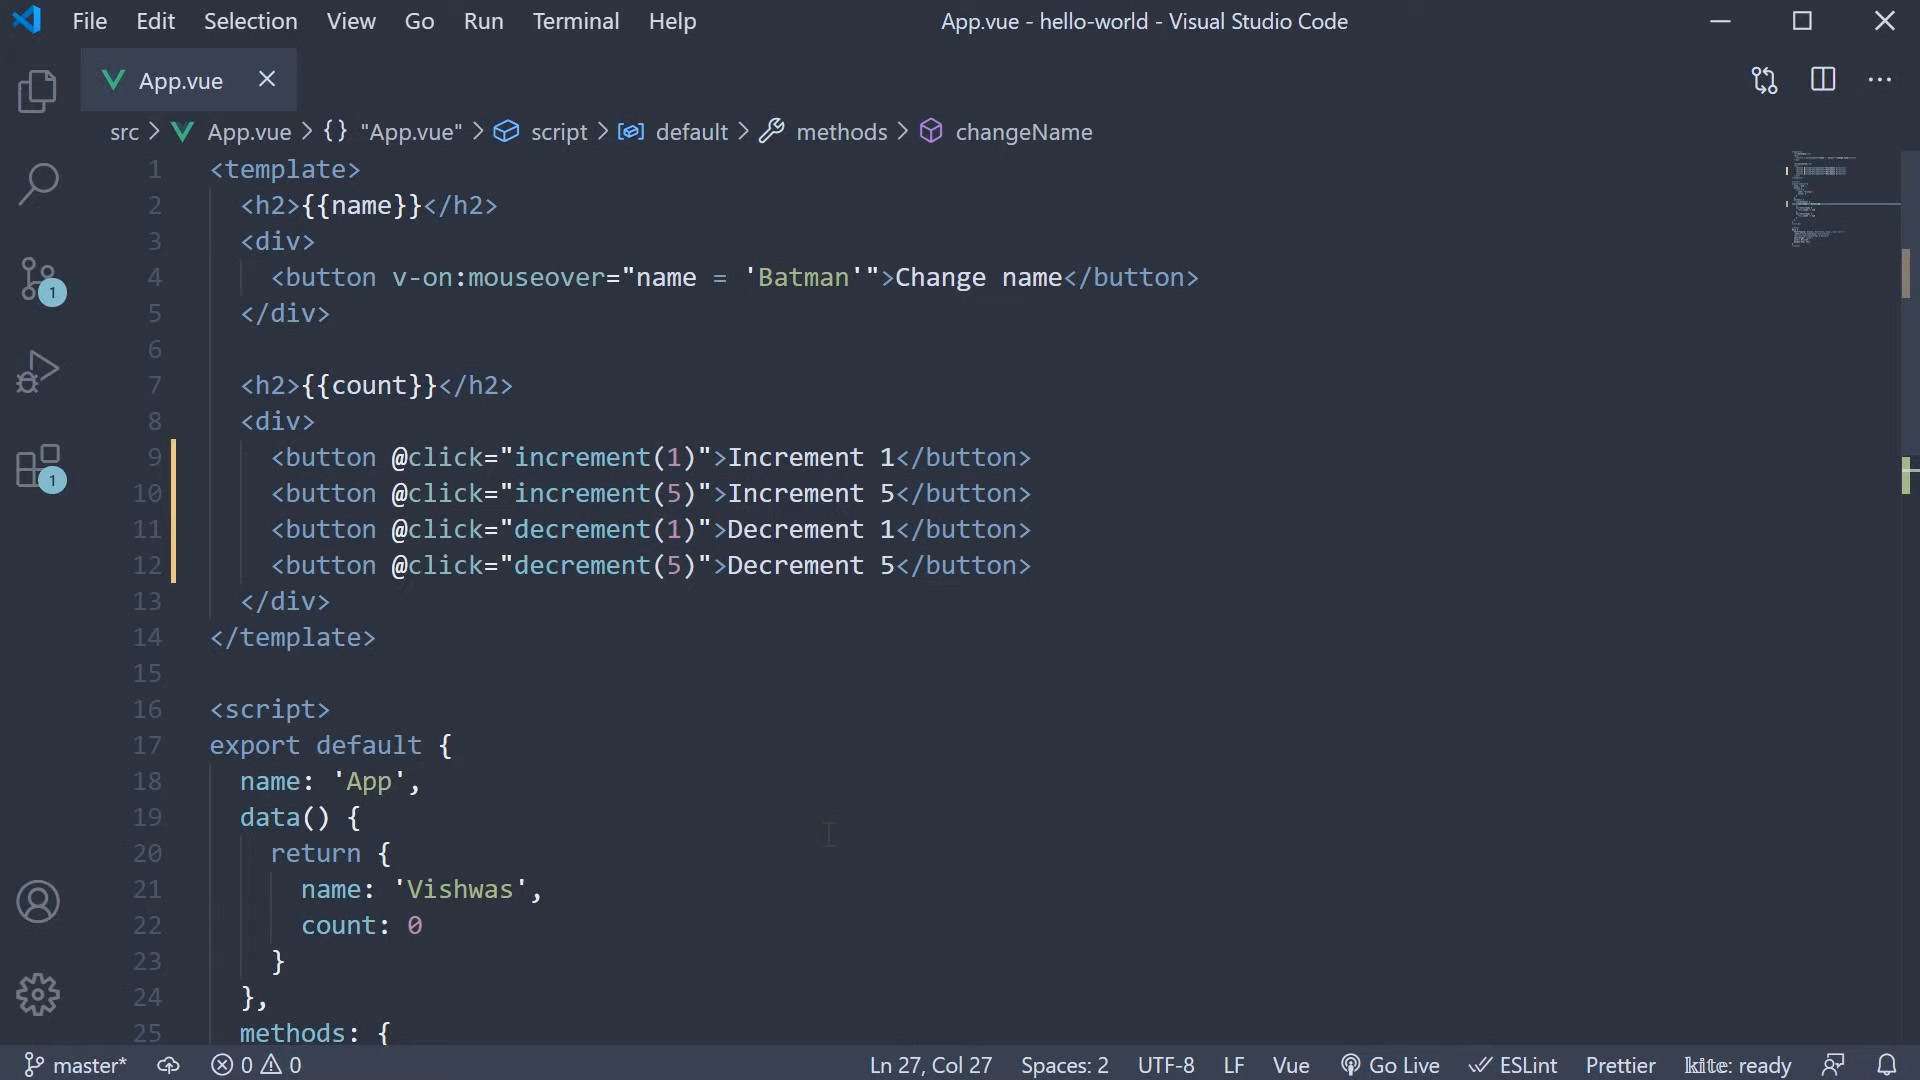 File Edit Selection View Go Run Terminal Help App.vue - hello-world - Visual Studio Code
App.vue
src > App.vue > {} "App.vue" > script > default > methods > changeName
1 <template>
2   <h2>{{name}}</h2>
3   <div>
4     <button v-on:mouseover="name = 'Batman'">Change name</button>
5   </div>
6
7   <h2>{{count}}</h2>
8   <div>
9     <button @click="increment(1)">Increment 1</button>
10     <button @click="increment(5)">Increment 5</button>
11     <button @click="decrement(1)">Decrement 1</button>
12     <button @click="decrement(5)">Decrement 5</button>
13   </div>
14 </template>
15
16 <script>
17 export default {
18   name: 'App',
19   data() {
20     return {
21       name: 'Vishwas',
22       count: 0
23     }
24   },
25   methods: {
1
1
master* 0 0 Ln 27, Col 27 Spaces: 2 UTF-8 LF Vue Go Live ESLint Prettier kite: ready